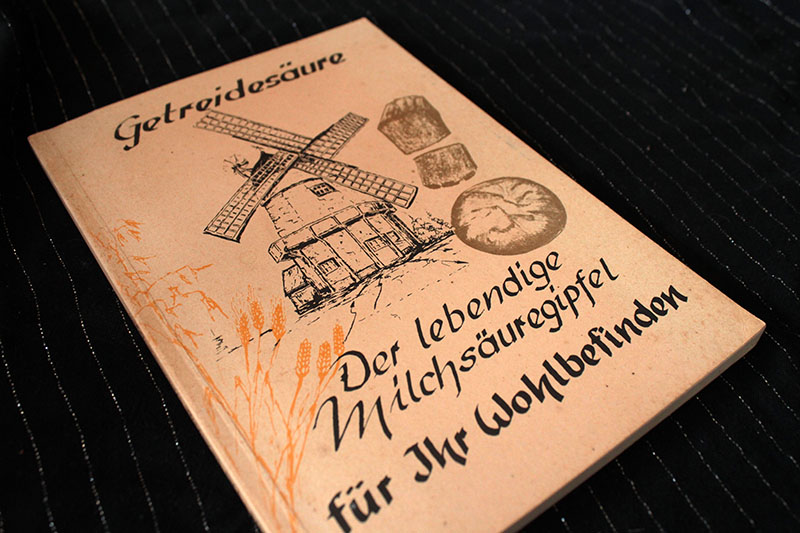 Getreidesäure
Der lebendige
Milchsäuregipfel
für Ihr Wohlbefinden